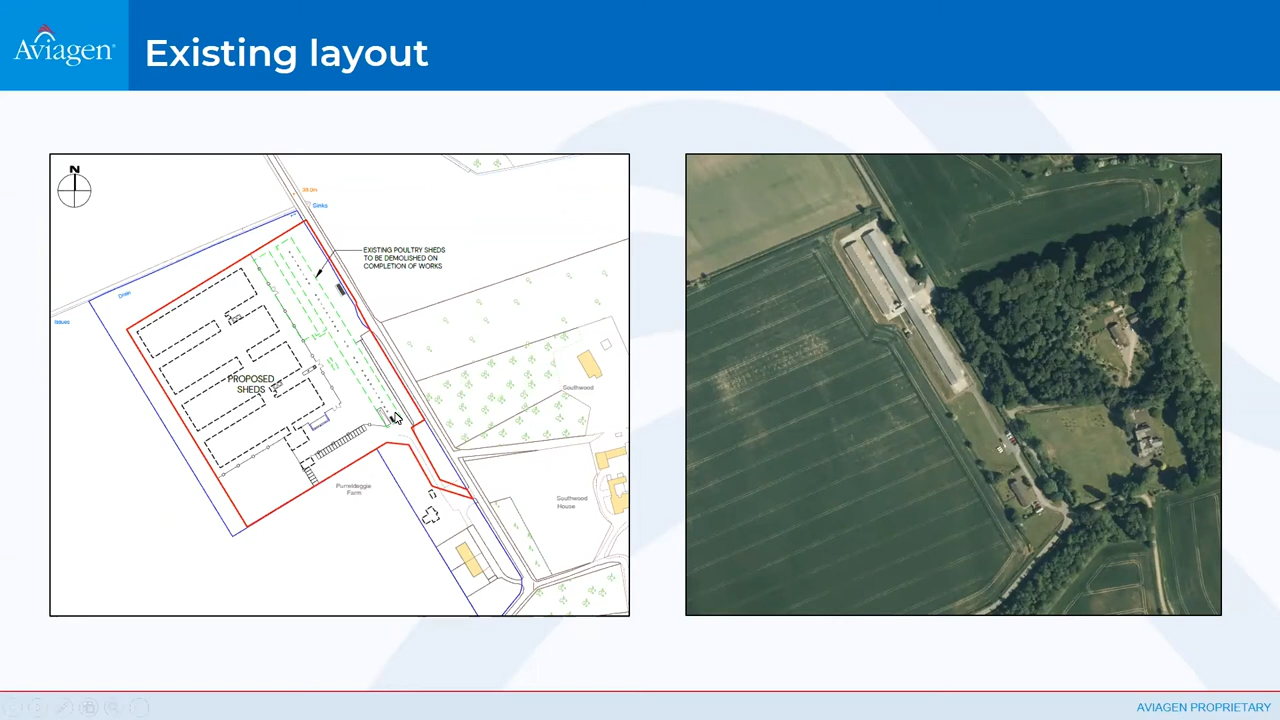 Aviagen®
Existing layout
N
Sinks
EXISTING POULTRY SHEDS
TO BE DEMOLISHED ON
COMPLETION OF WORKS
Drain
Issues
PROPOSED
SHEDS
Southwood
Purreldeggie
Farm
Southwood
House
AVIAGEN PROPRIETARY